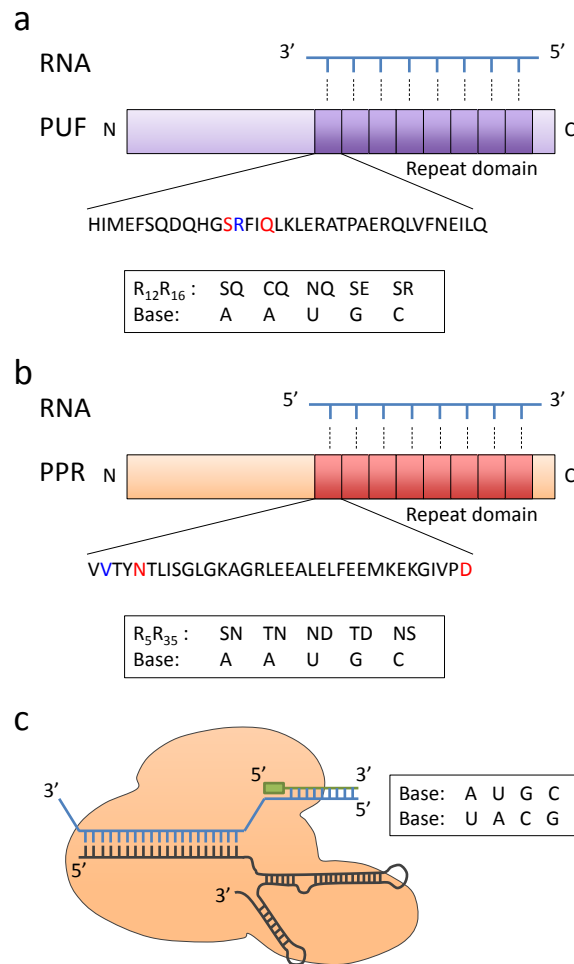 a
3’ 5’
RNA
PUF N C
Repeat domain
HIMEFSQDQHGSRFIQLKLERATPAERQLVFNEILQ
R₁₂R₁₆ : SQ CQ NQ SE SR
Base: A A U G C
b
5’ 3’
RNA
PPR N C
Repeat domain
VVTYNTLISGLGKAGRLEEALELFEEMKEKGIVPD
R₅R₃₅ : SN TN ND TD NS
Base: A A U G C
c
5’ 3’
3’ 5’
Base: A U G C
Base: U A C G
5’
3’